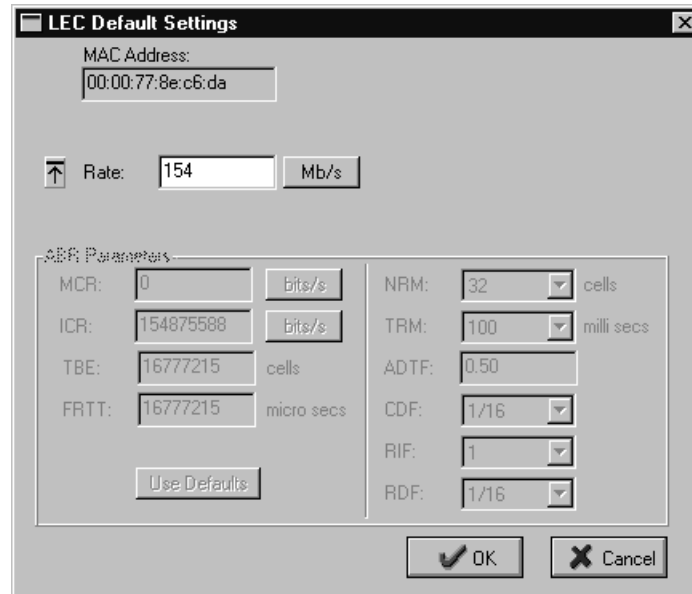 LEC Default Settings
MAC Address:
00:00:77:8e:c6:da
Rate: 154 Mb/s
ABR Parameters
MCR: 0 bits/s
ICR: 154875588 bits/s
TBE: 16777215 cells
FRTT: 16777215 micro secs
Use Defaults
NRM: 32 cells
TRM: 100 milli secs
ADTF: 0.50
CDF: 1/16
RIF: 1
RDF: 1/16
OK Cancel